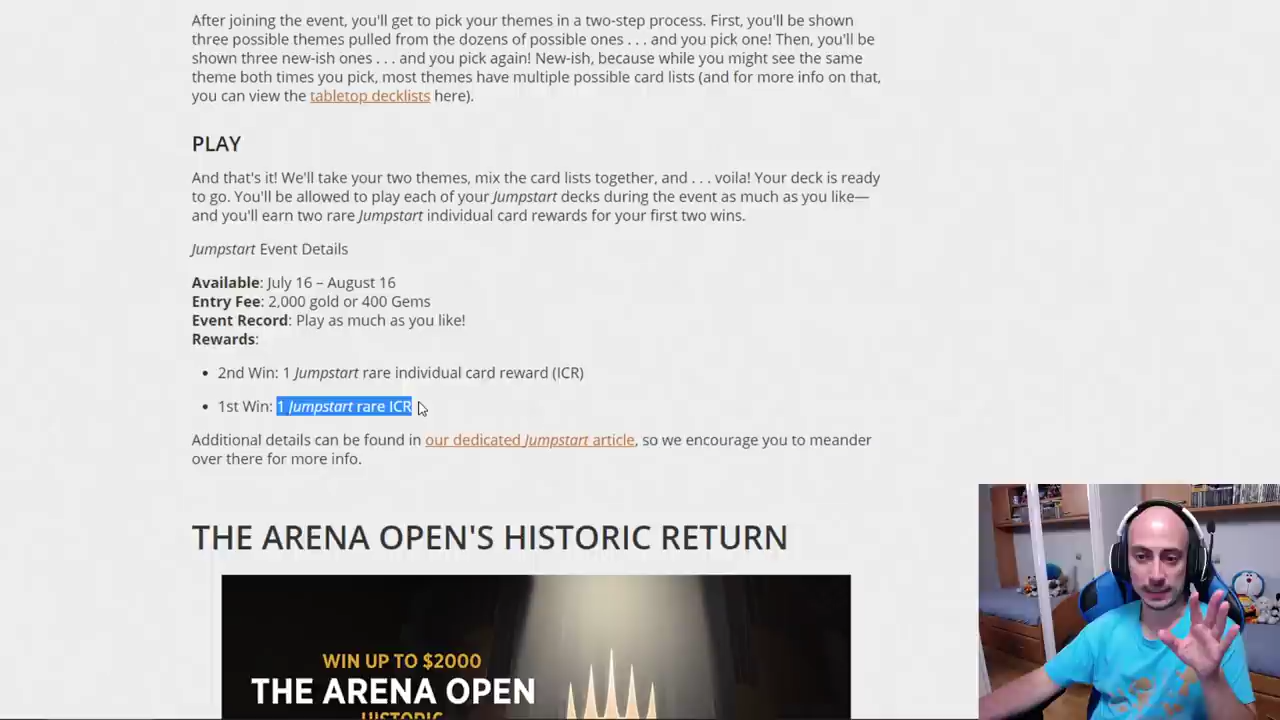 After joining the event, you'll get to pick your themes in a two-step process. First, you'll be shown
three possible themes pulled from the dozens of possible ones . . . and you pick one! Then, you'll be
shown three new-ish ones . . . and you pick again! New-ish, because while you might see the same
theme both times you pick, most themes have multiple possible card lists (and for more info on that,
you can view the tabletop decklists here).
PLAY
And that's it! We'll take your two themes, mix the card lists together, and . . . voila! Your deck is ready
to go. You'll be allowed to play each of your Jumpstart decks during the event as much as you like—
and you'll earn two rare Jumpstart individual card rewards for your first two wins.
Jumpstart Event Details
Available: July 16 – August 16
Entry Fee: 2,000 gold or 400 Gems
Event Record: Play as much as you like!
Rewards:
• 2nd Win: 1 Jumpstart rare individual card reward (ICR)
• 1st Win: 1 Jumpstart rare ICR
Additional details can be found in our dedicated Jumpstart article, so we encourage you to meander
over there for more info.
THE ARENA OPEN'S HISTORIC RETURN
WIN UP TO $2000
THE ARENA OPEN
HISTORIC